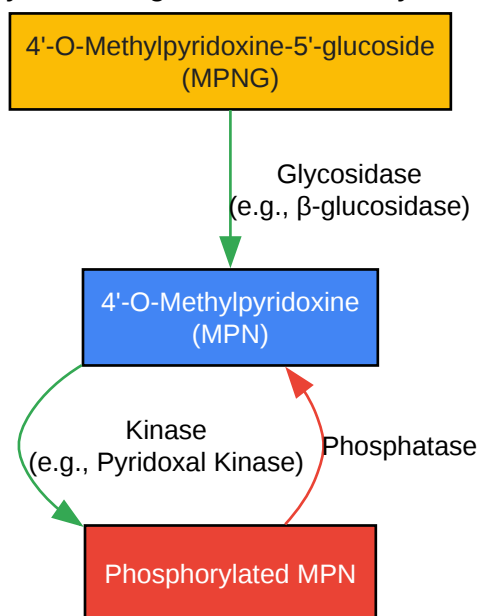 4'-O-Methylpyridoxine-5'-glucoside
(MPNG)
Glycosidase
(e.g., β-glucosidase)
4'-O-Methylpyridoxine
(MPN)
Kinase
(e.g., Pyridoxal Kinase)
Phosphatase
Phosphorylated MPN